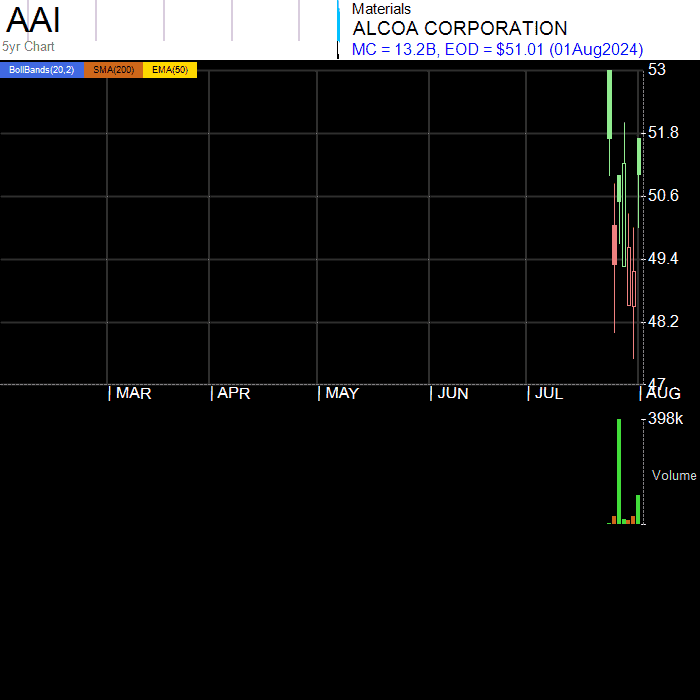 AAI
5yr Chart
Materials
ALCOA CORPORATION
MC = 13.2B, EOD = $51.01 (01Aug2024)
BollBands(20,2) SMA(200) EMA(50)
53
51.8
50.6
49.4
48.2
47
| MAR | APR | MAY | JUN | JUL | AUG
398k
Volume